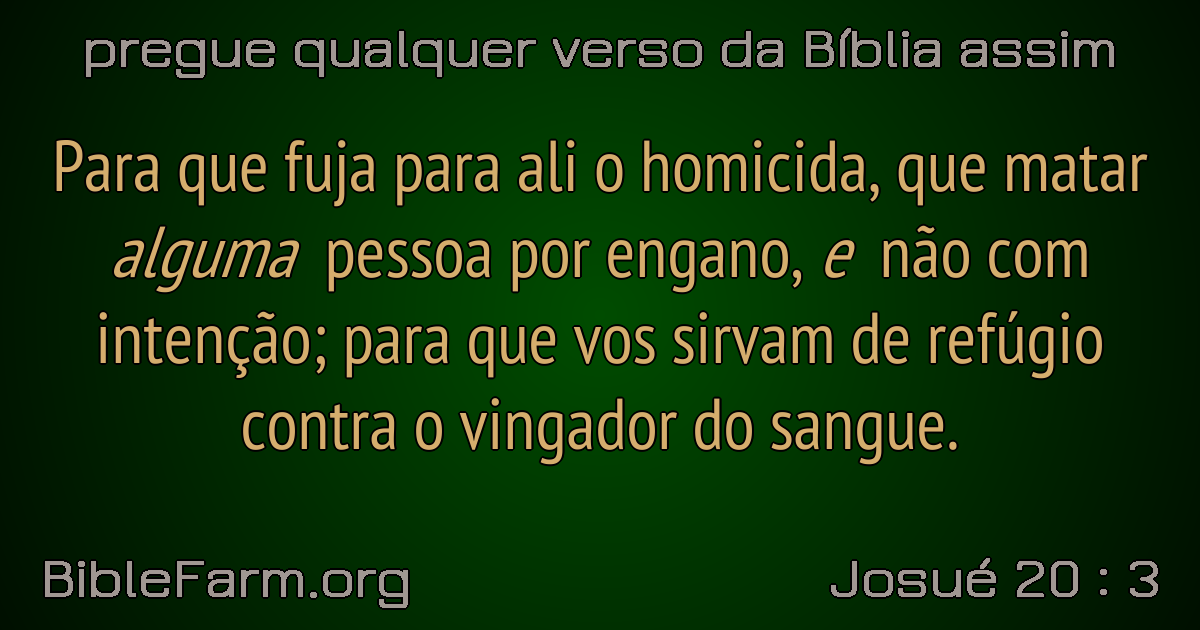 pregue qualquer verso da Bíblia assim
Para que fuja para ali o homicida, que matar
alguma pessoa por engano, e não com
intenção; para que vos sirvam de refúgio
contra o vingador do sangue.
BibleFarm.org
Josué 20 : 3